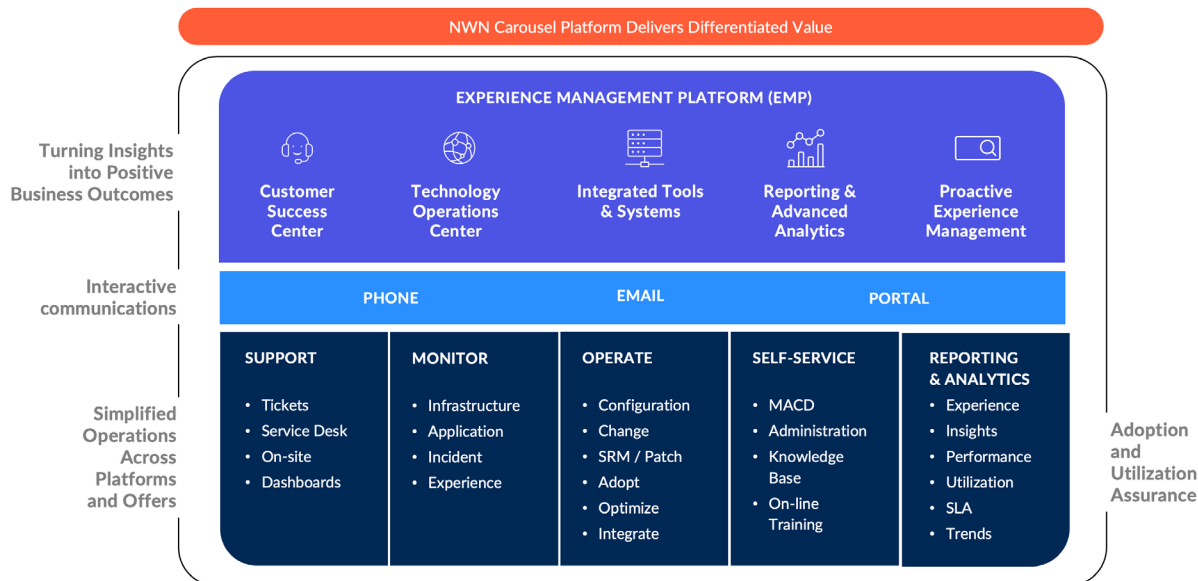 NWN Carousel Platform Delivers Differentiated Value
EXPERIENCE MANAGEMENT PLATFORM (EMP)
Turning Insights
into Positive
Business Outcomes
Customer
Success
Center
Technology
Operations
Center
Integrated Tools
& Systems
Reporting &
Advanced
Analytics
Proactive
Experience
Management
Interactive
communications
PHONE
EMAIL
PORTAL
Simplified
Operations
Across
Platforms
and Offers
SUPPORT
• Tickets
• Service Desk
• On-site
• Dashboards
MONITOR
• Infrastructure
• Application
• Incident
• Experience
OPERATE
• Configuration
• Change
• SRM / Patch
• Adopt
• Optimize
• Integrate
SELF-SERVICE
• MACD
• Administration
• Knowledge
Base
• On-line
Training
REPORTING
& ANALYTICS
• Experience
• Insights
• Performance
• Utilization
• SLA
• Trends
Adoption
and
Utilization
Assurance